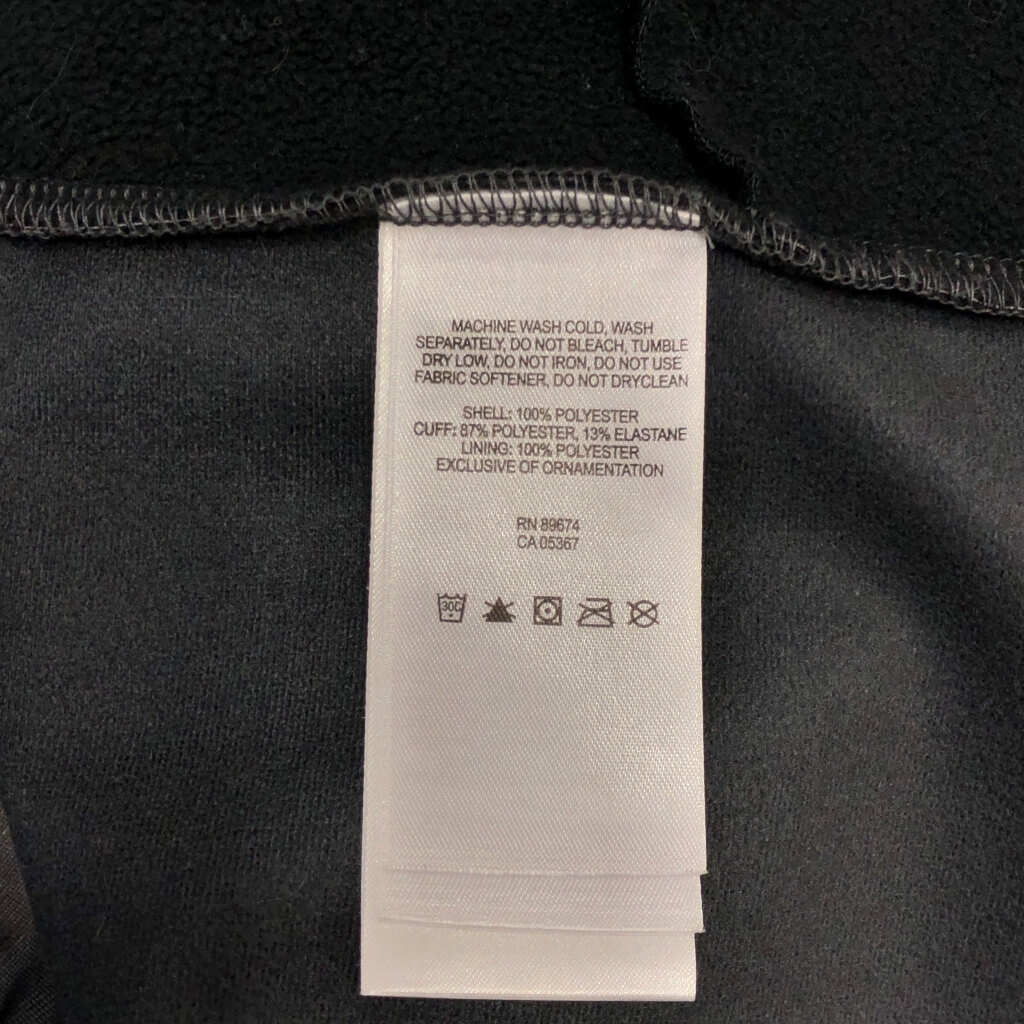 MACHINE WASH COLD, WASH
SEPARATELY, DO NOT BLEACH, TUMBLE
DRY LOW, DO NOT IRON, DO NOT USE
FABRIC SOFTENER, DO NOT DRYCLEAN
SHELL: 100% POLYESTER
CUFF: 87% POLYESTER, 13% ELASTANE
LINING: 100% POLYESTER
EXCLUSIVE OF ORNAMENTATION
RN 89674
CA 05367
30C